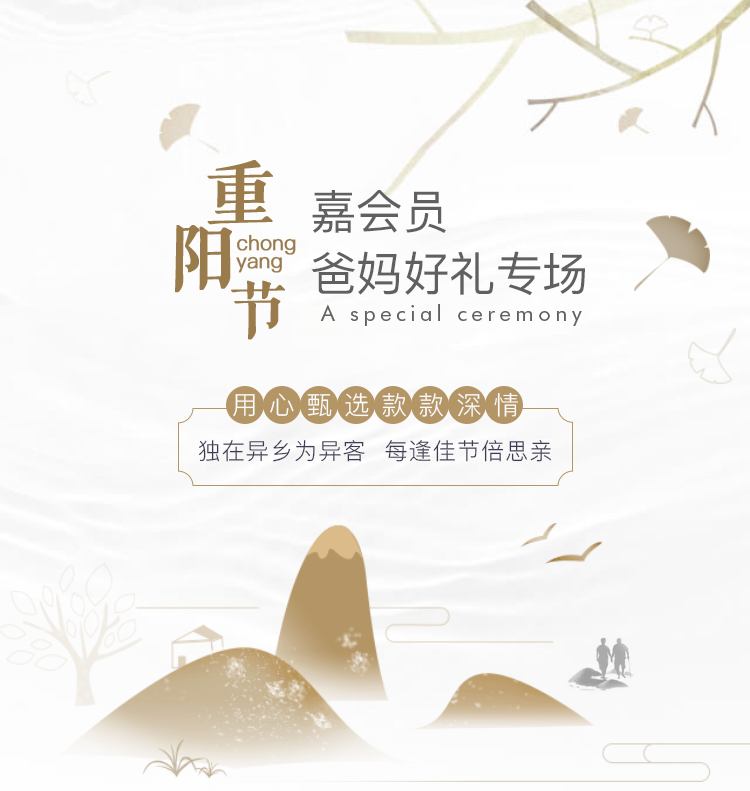 重阳节
chong
yang
嘉会员
爸妈好礼专场
A special ceremony
用心甄选款款深情
独在异乡为异客 每逢佳节倍思亲